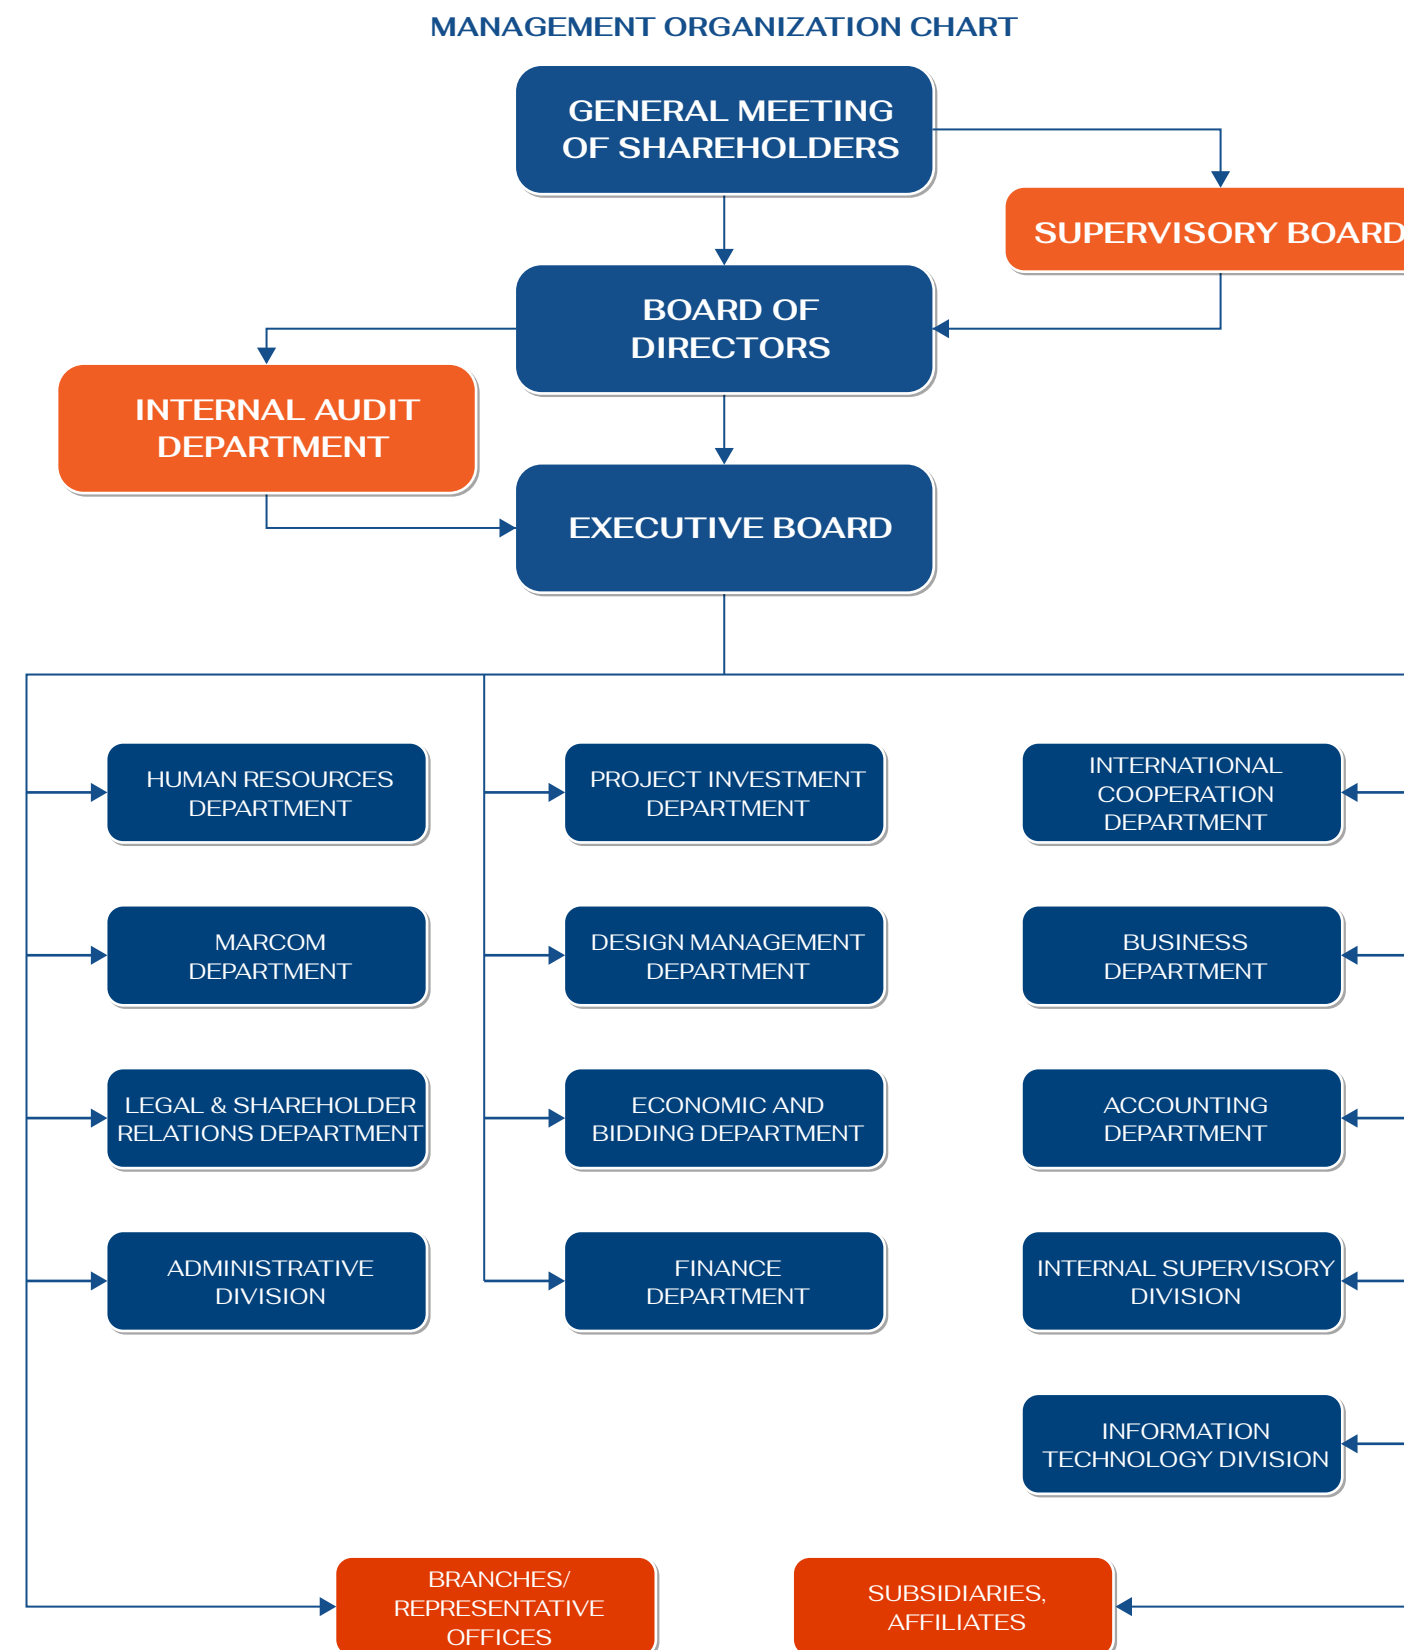 MANAGEMENT ORGANIZATION CHART
GENERAL MEETING
OF SHAREHOLDERS
SUPERVISORY BOARD
BOARD OF
DIRECTORS
INTERNAL AUDIT
DEPARTMENT
EXECUTIVE BOARD
HUMAN RESOURCES
DEPARTMENT
PROJECT INVESTMENT
DEPARTMENT
INTERNATIONAL
COOPERATION
DEPARTMENT
MARCOM
DEPARTMENT
DESIGN MANAGEMENT
DEPARTMENT
BUSINESS
DEPARTMENT
LEGAL & SHAREHOLDER
RELATIONS DEPARTMENT
ECONOMIC AND
BIDDING DEPARTMENT
ACCOUNTING
DEPARTMENT
ADMINISTRATIVE
DIVISION
FINANCE
DEPARTMENT
INTERNAL SUPERVISORY
DIVISION
INFORMATION
TECHNOLOGY DIVISION
BRANCHES/
REPRESENTATIVE
OFFICES
SUBSIDIARIES,
AFFILIATES